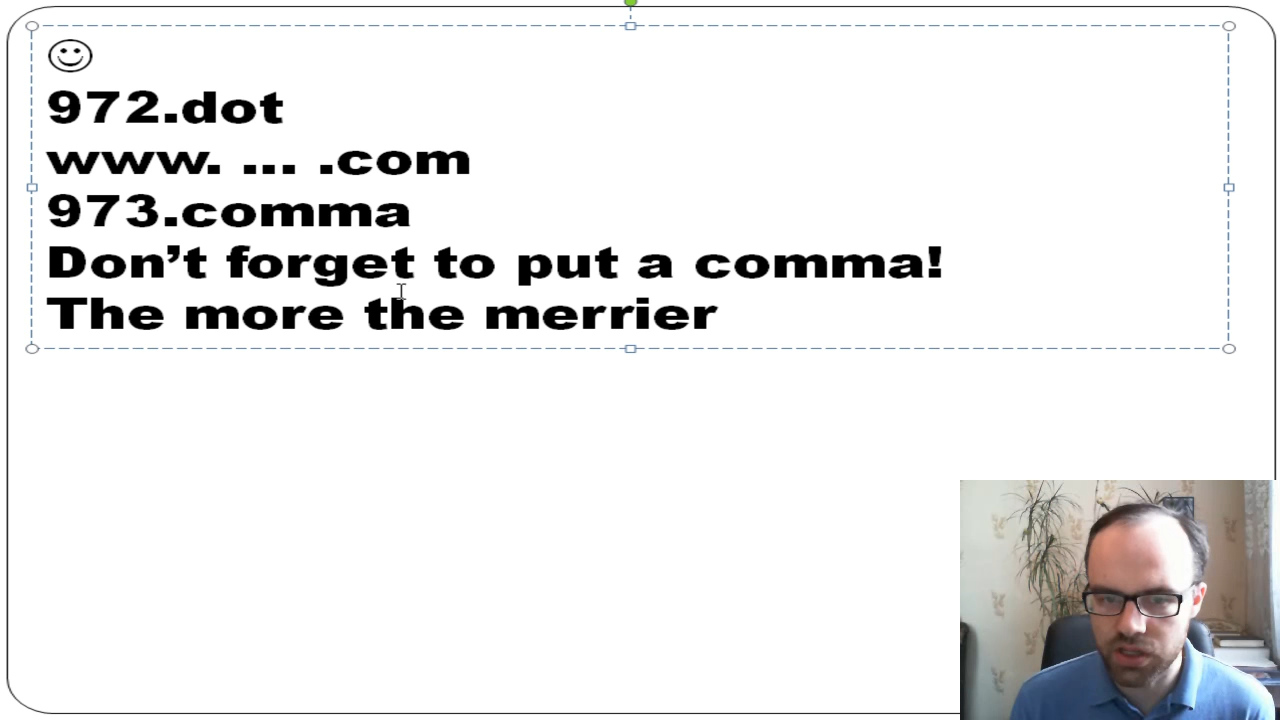 972.dot
www. ... .com
973.comma
Don’t forget to put a comma!
The more the merrier